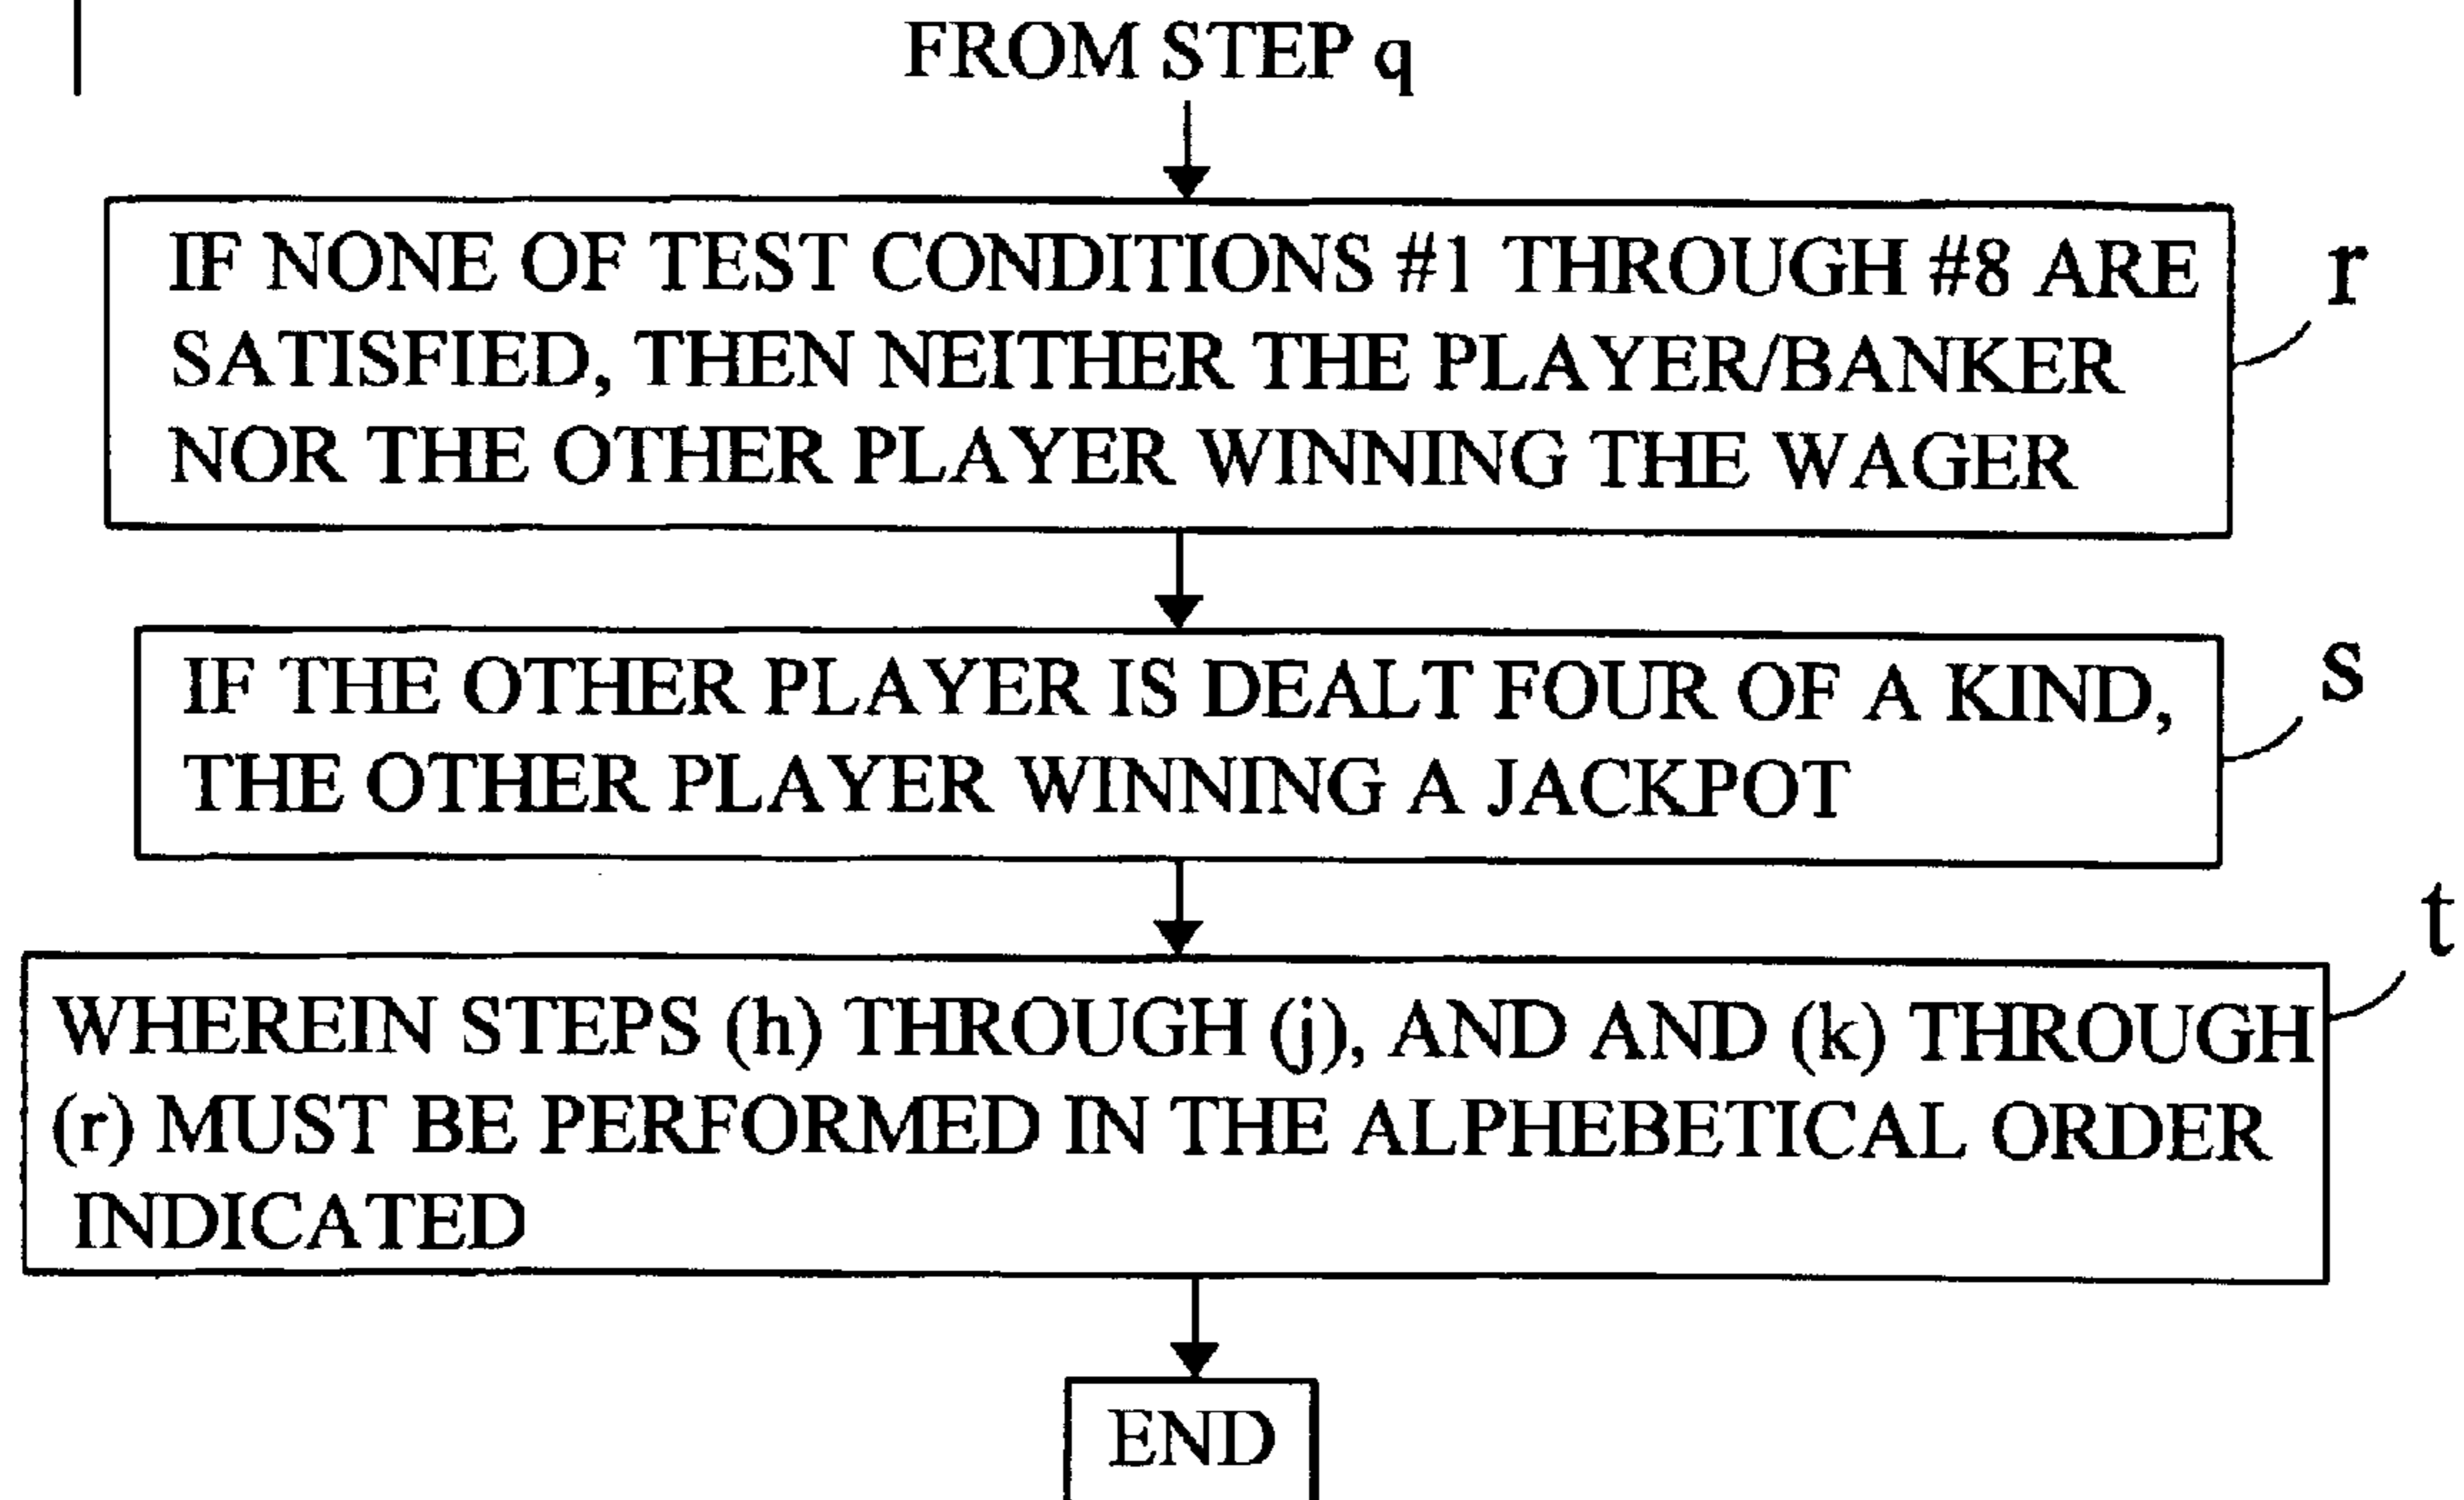 FROM STEP q
IF NONE OF TEST CONDITIONS #1 THROUGH #8 ARE
SATISFIED, THEN NEITHER THE PLAYER/BANKER
NOR THE OTHER PLAYER WINNING THE WAGER
r
IF THE OTHER PLAYER IS DEALT FOUR OF A KIND,
THE OTHER PLAYER WINNING A JACKPOT
s
WHEREIN STEPS (h) THROUGH (j), AND AND (k) THROUGH
(r) MUST BE PERFORMED IN THE ALPHEBETICAL ORDER
INDICATED
t
END